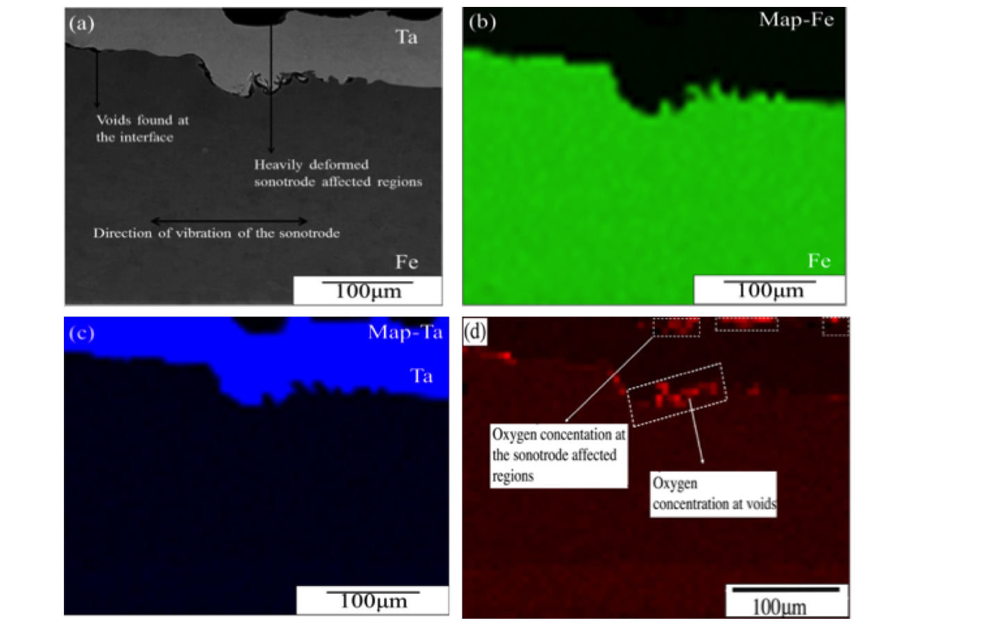 (a)
Ta
Voids found at
the interface
Heavily deformed
sonotrode affected regions
Direction of vibration of the sonotrode
Fe
100μm
(b)
Map-Fe
Fe
100μm
(c)
Map-Ta
Ta
100μm
(d)
Oxygen concentation at
the sonotrode affected
regions
Oxygen
concentration at voids
100μm